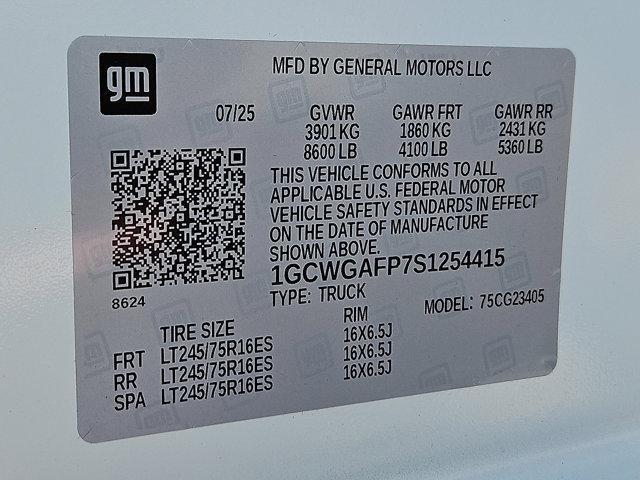 gm
MFD BY GENERAL MOTORS LLC
07/25 GVWR GAWR FRT GAWR RR
3901 KG 1860 KG 2431 KG
8600 LB 4100 LB 5360 LB
THIS VEHICLE CONFORMS TO ALL
APPLICABLE U.S. FEDERAL MOTOR
VEHICLE SAFETY STANDARDS IN EFFECT
ON THE DATE OF MANUFACTURE
SHOWN ABOVE.
1GCWGAFP7S1254415
8624
TYPE: TRUCK MODEL: 75CG23405
TIRE SIZE RIM
FRT LT245/75R16ES 16X6.5J
RR LT245/75R16ES 16X6.5J
SPA LT245/75R16ES 16X6.5J